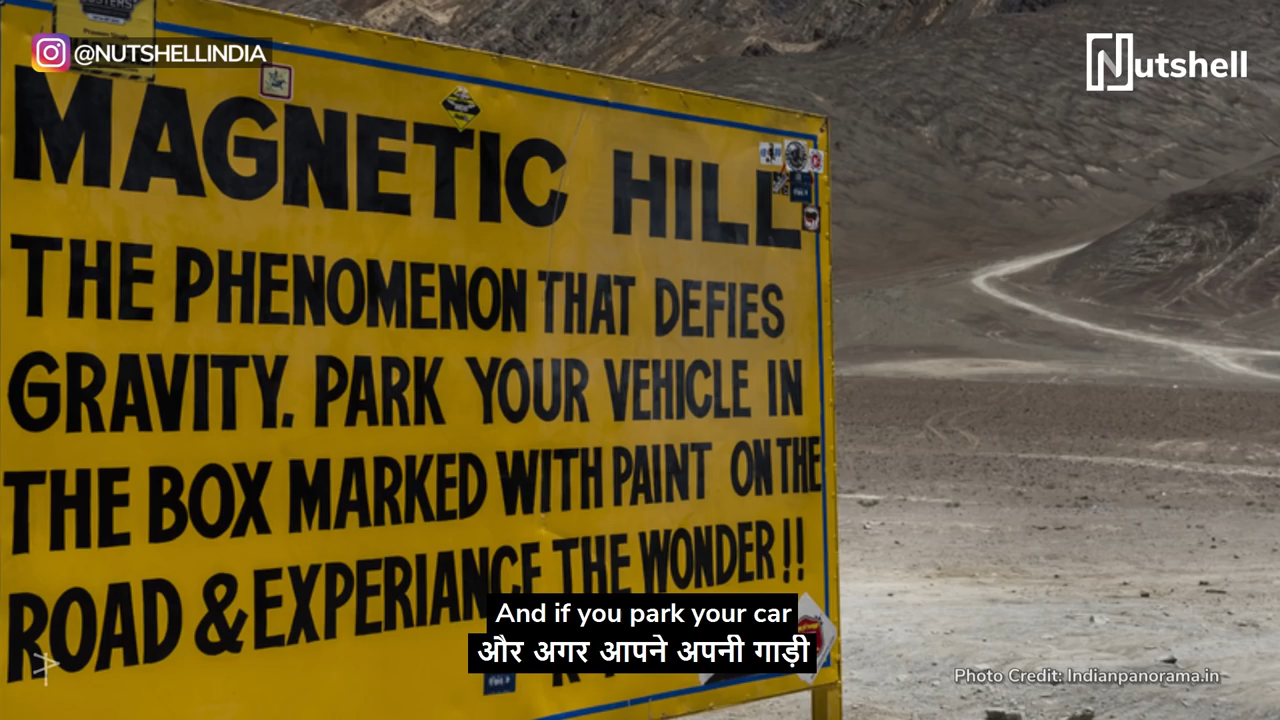 @NUTSHELLINDIA
Nutshell
MAGNETIC HILL
THE PHENOMENON THAT DEFIES
GRAVITY. PARK YOUR VEHICLE IN
THE BOX MARKED WITH PAINT ON THE
ROAD & EXPERIANCE THE WONDER !!
And if you park your car
और अगर आपने अपनी गाड़ी
Photo Credit: Indianpanorama.in